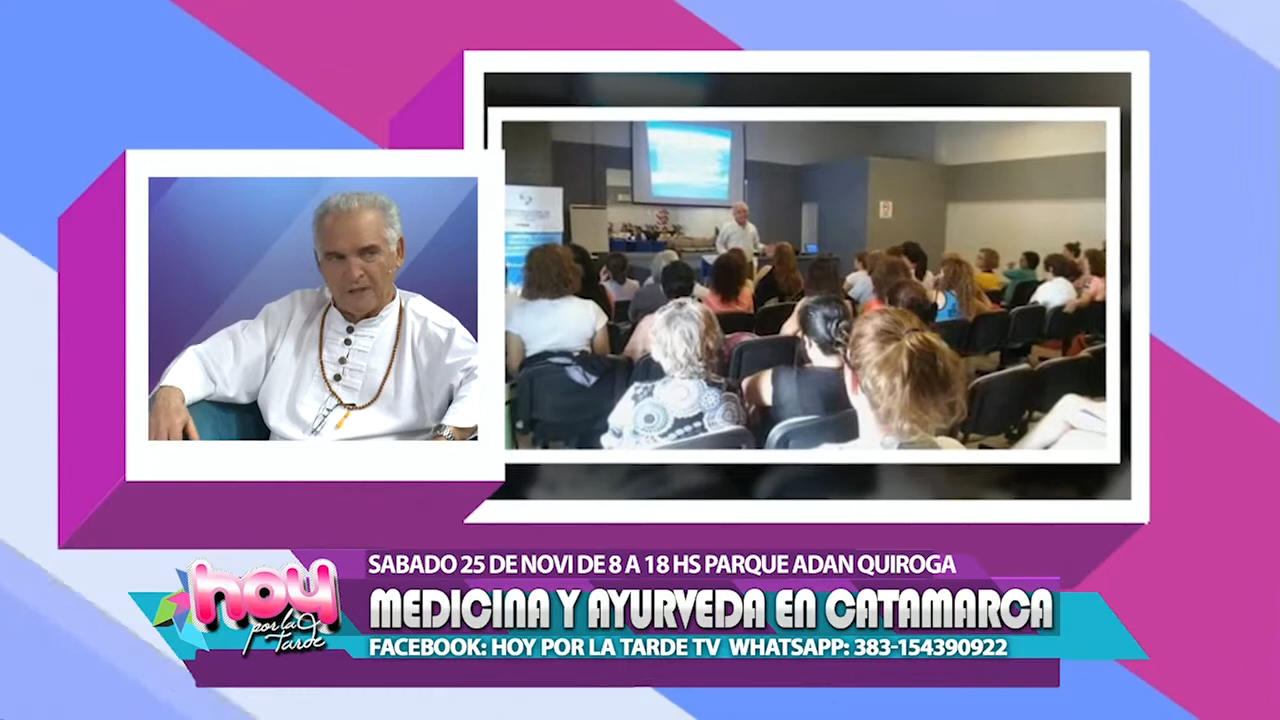 SABADO 25 DE NOVI DE 8 A 18 HS PARQUE ADAN QUIROGA
hoy
por la
tarde
MEDICINA Y AYURVEDA EN CATAMARCA
FACEBOOK: HOY POR LA TARDE TV WHATSAPP: 383-154390922